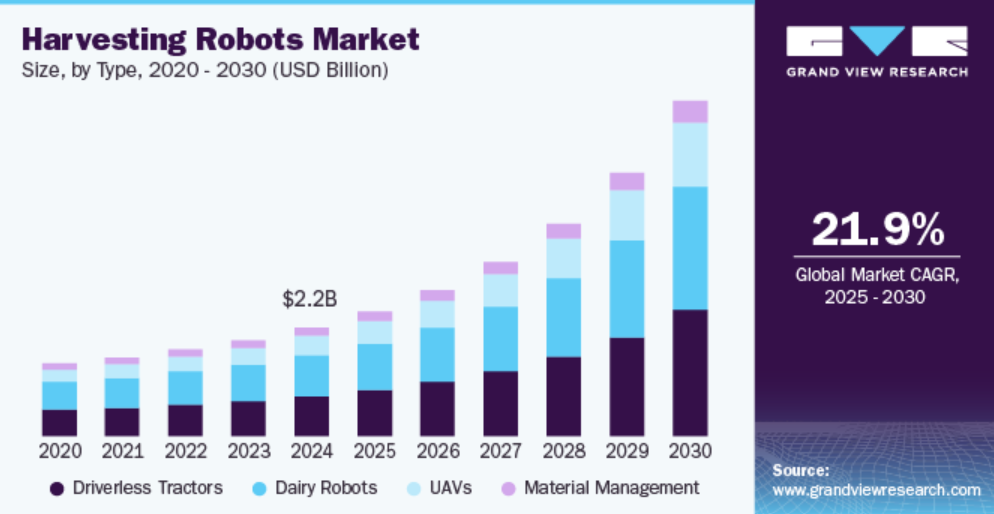 Harvesting Robots Market
Size, by Type, 2020 - 2030 (USD Billion)
GRAND VIEW RESEARCH
$2.2B
2020 2021 2022 2023 2024 2025 2026 2027 2028 2029 2030
Driverless Tractors Dairy Robots UAVs Material Management
21.9%
Global Market CAGR,
2025 - 2030
Source:
www.grandviewresearch.com